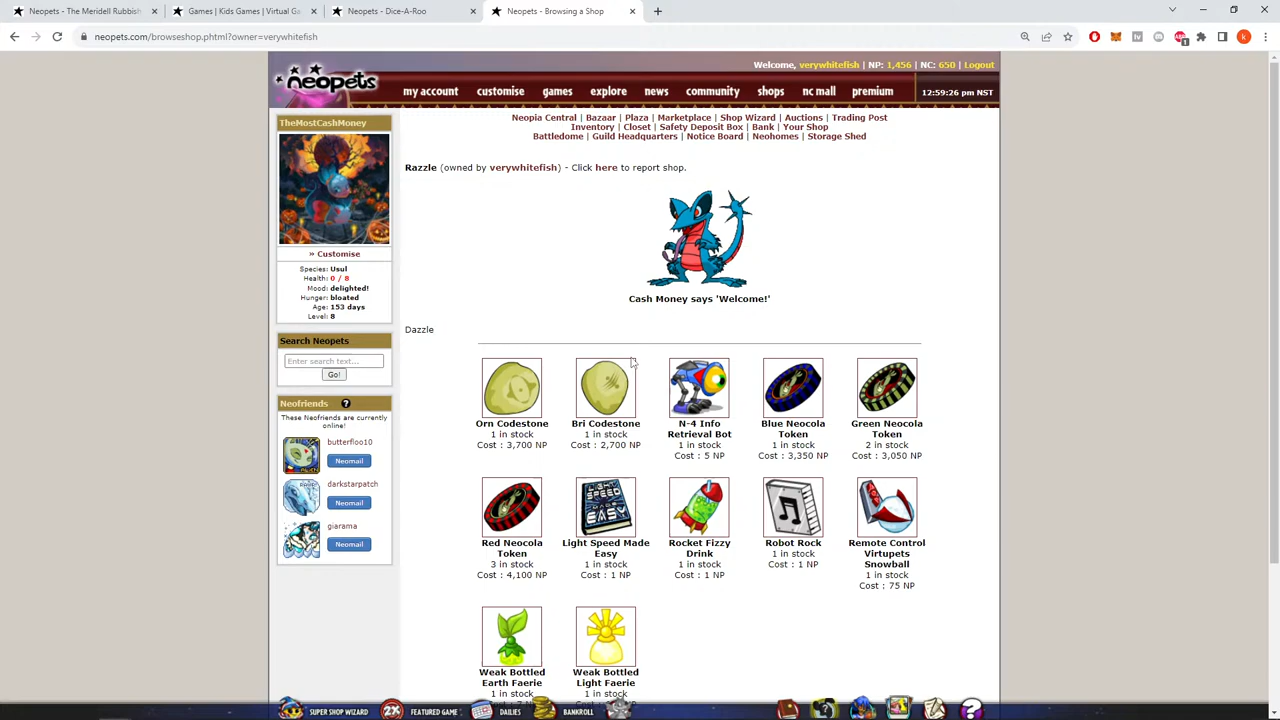 Neopets - The Meridell Rubbish
Games | Kids Games | Virtual G
Neopets - Dice-A-Roo
Neopets - Browsing a Shop
neopets.com/browseshop.phtml?owner=verywhitefish
neopets
Welcome, verywhitefish | NP: 1,456 | NC: 650 | Logout
my account customise games explore news community shops nc mall premium
12:59:26 pm NST
TheMostCashMoney
» Customise
Species: Usul
Health: 0 / 8
Mood: delighted!
Hunger: bloated
Age: 153 days
Level: 8
Search Neopets
Enter search text...
Go!
Neofriends ?
These Neofriends are currently
online!
butterfloo10
Neomail
darkstarpatch
Neomail
giarama
Neomail
Neopia Central | Bazaar | Plaza | Marketplace | Shop Wizard | Auctions | Trading Post
Inventory | Closet | Safety Deposit Box | Bank | Your Shop
Battledome | Guild Headquarters | Notice Board | Neohomes | Storage Shed
Razzle (owned by verywhitefish) - Click here to report shop.
Cash Money says 'Welcome!'
Dazzle
Orn Codestone
1 in stock
Cost : 3,700 NP
Bri Codestone
1 in stock
Cost : 2,700 NP
N-4 Info
Retrieval Bot
1 in stock
Cost : 5 NP
Blue Neocola
Token
1 in stock
Cost : 3,350 NP
Green Neocola
Token
2 in stock
Cost : 3,050 NP
Red Neocola
Token
3 in stock
Cost : 4,100 NP
LIGHT SPEED MADE EASY
Light Speed Made
Easy
1 in stock
Cost : 1 NP
Rocket Fizzy
Drink
1 in stock
Cost : 1 NP
Robot Rock
1 in stock
Cost : 1 NP
Remote Control
Virtupets
Snowball
1 in stock
Cost : 75 NP
Weak Bottled
Earth Faerie
1 in stock
Weak Bottled
Light Faerie
1 in stock
SUPER SHOP WIZARD
2X FEATURED GAME
DAILIES
BANKROLL